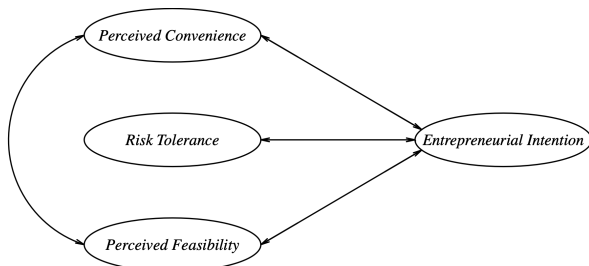 Perceived Convenience
Risk Tolerance
Entrepreneurial Intention
Perceived Feasibility